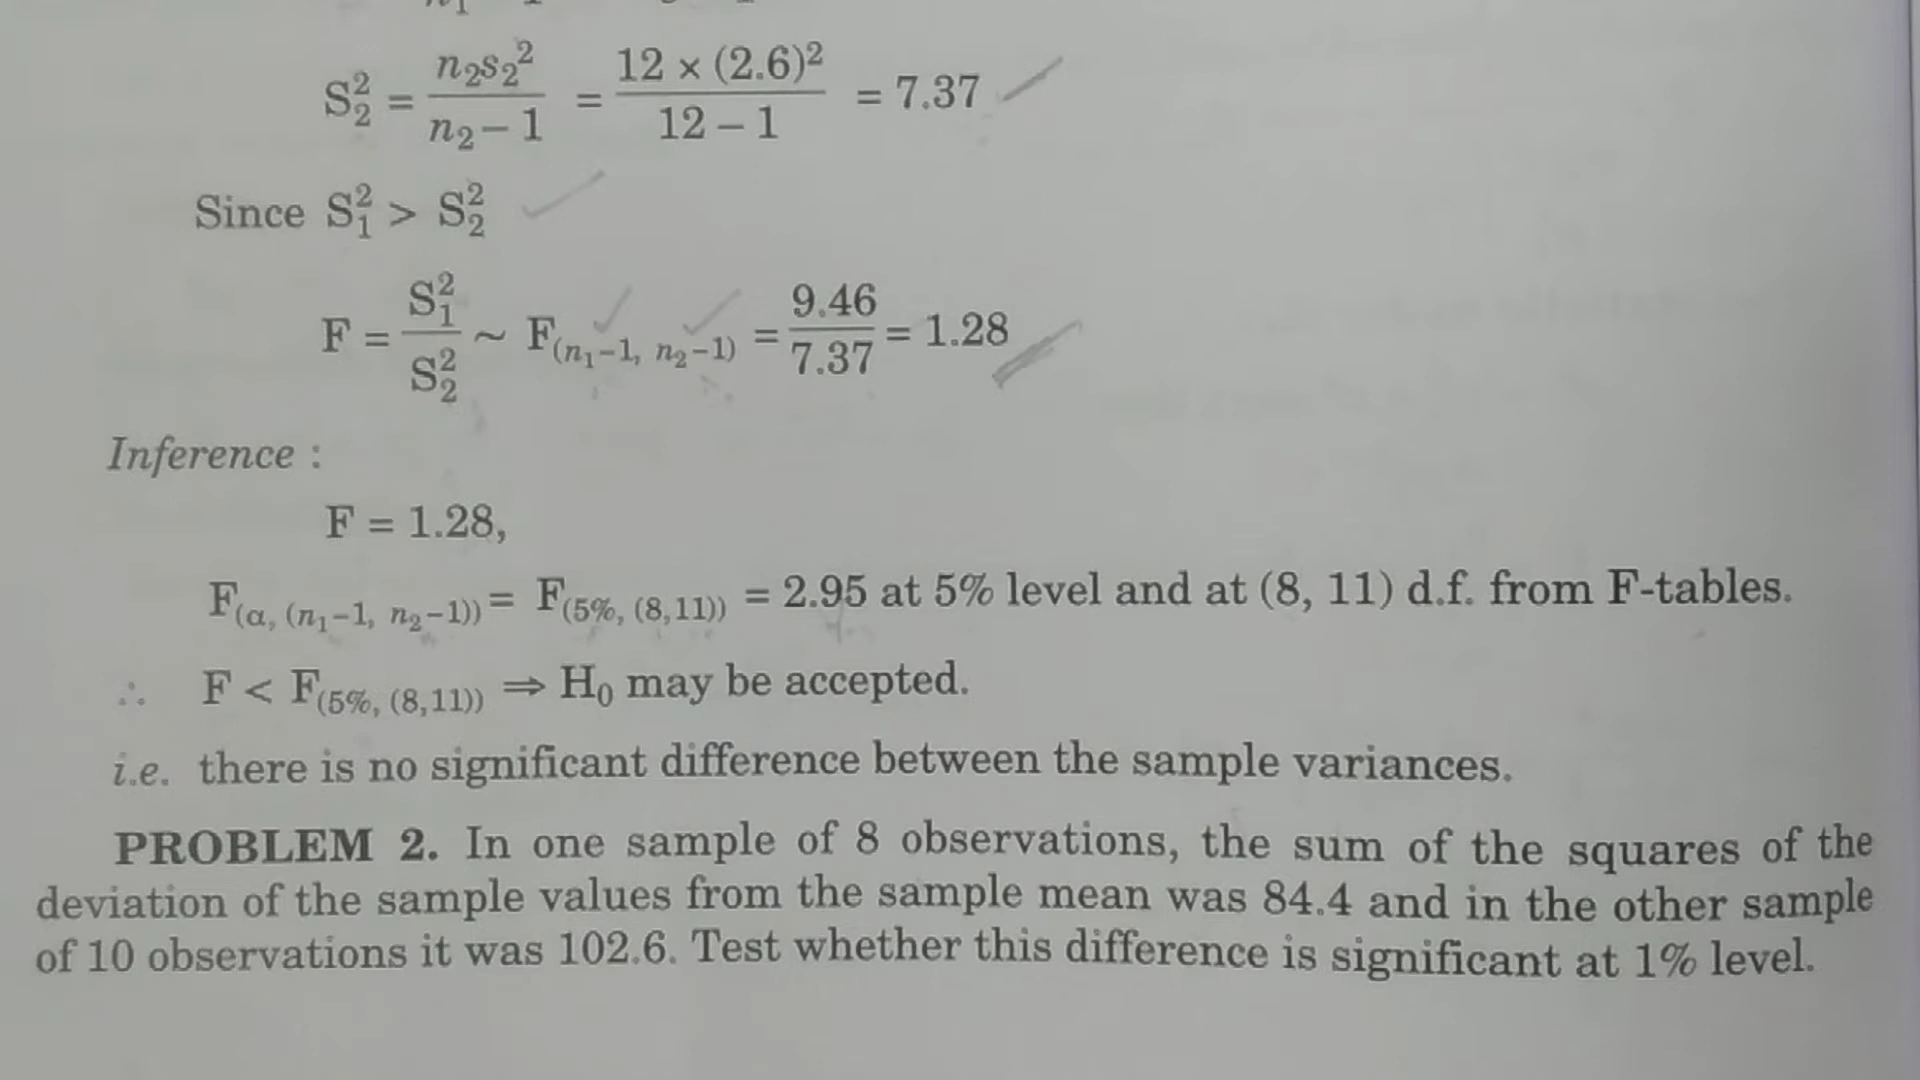 S₂² = n₂s₂² / n₂ − 1 = 12 × (2.6)² / 12 − 1 = 7.37
Since S₁² > S₂²
F = S₁² / S₂² ~ F(n₁−1, n₂−1) = 9.46 / 7.37 = 1.28
Inference :
F = 1.28,
F(α, (n₁−1, n₂−1)) = F(5%, (8,11)) = 2.95 at 5% level and at (8, 11) d.f. from F-tables.
∴ F < F(5%, (8,11)) ⇒ H₀ may be accepted.
i.e. there is no significant difference between the sample variances.
PROBLEM 2. In one sample of 8 observations, the sum of the squares of the
deviation of the sample values from the sample mean was 84.4 and in the other sample
of 10 observations it was 102.6. Test whether this difference is significant at 1% level.